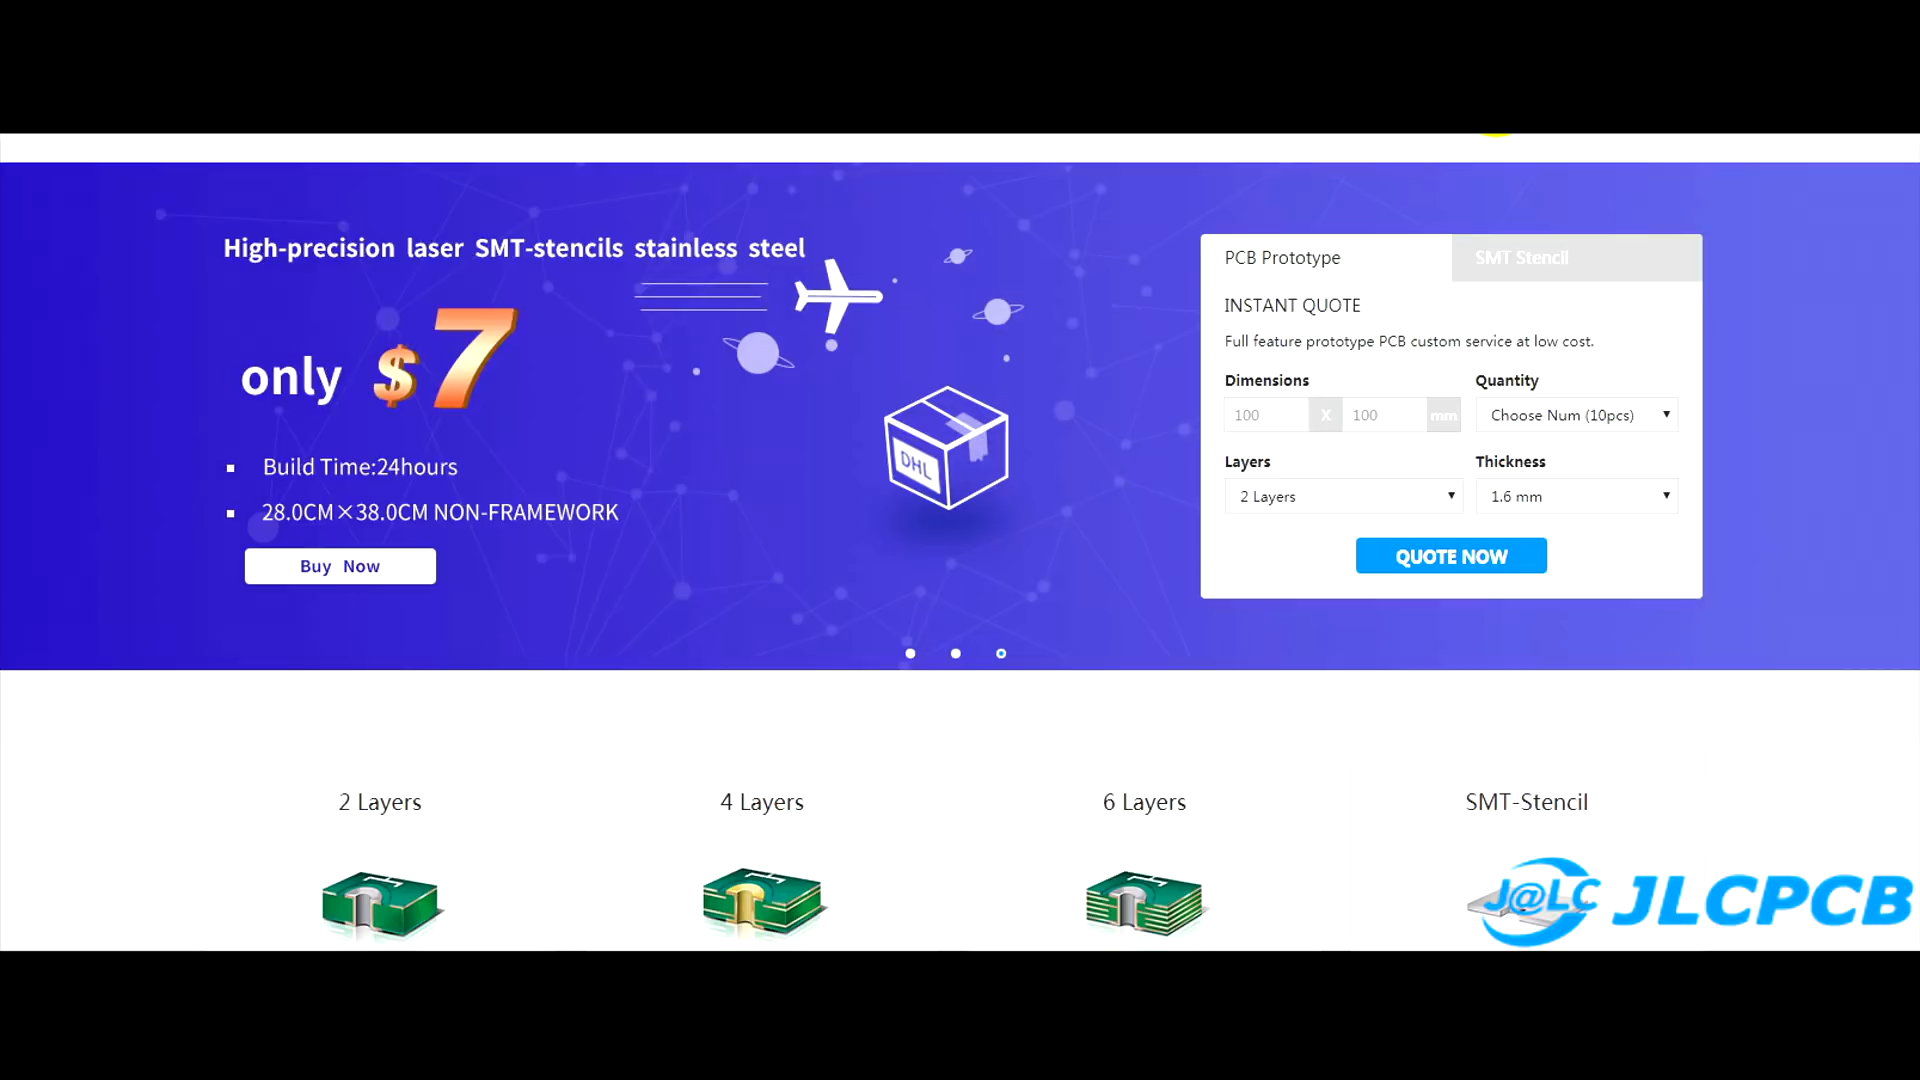 High-precision laser SMT-stencils stainless steel
only $7
Build Time:24hours
28.0CM×38.0CM NON-FRAMEWORK
Buy Now
DHL
PCB Prototype
SMT Stencil
INSTANT QUOTE
Full feature prototype PCB custom service at low cost.
Dimensions
Quantity
100 X 100 mm
Choose Num (10pcs)
Layers
Thickness
2 Layers
1.6 mm
QUOTE NOW
2 Layers
4 Layers
6 Layers
SMT-Stencil
J@LC JLCPCB